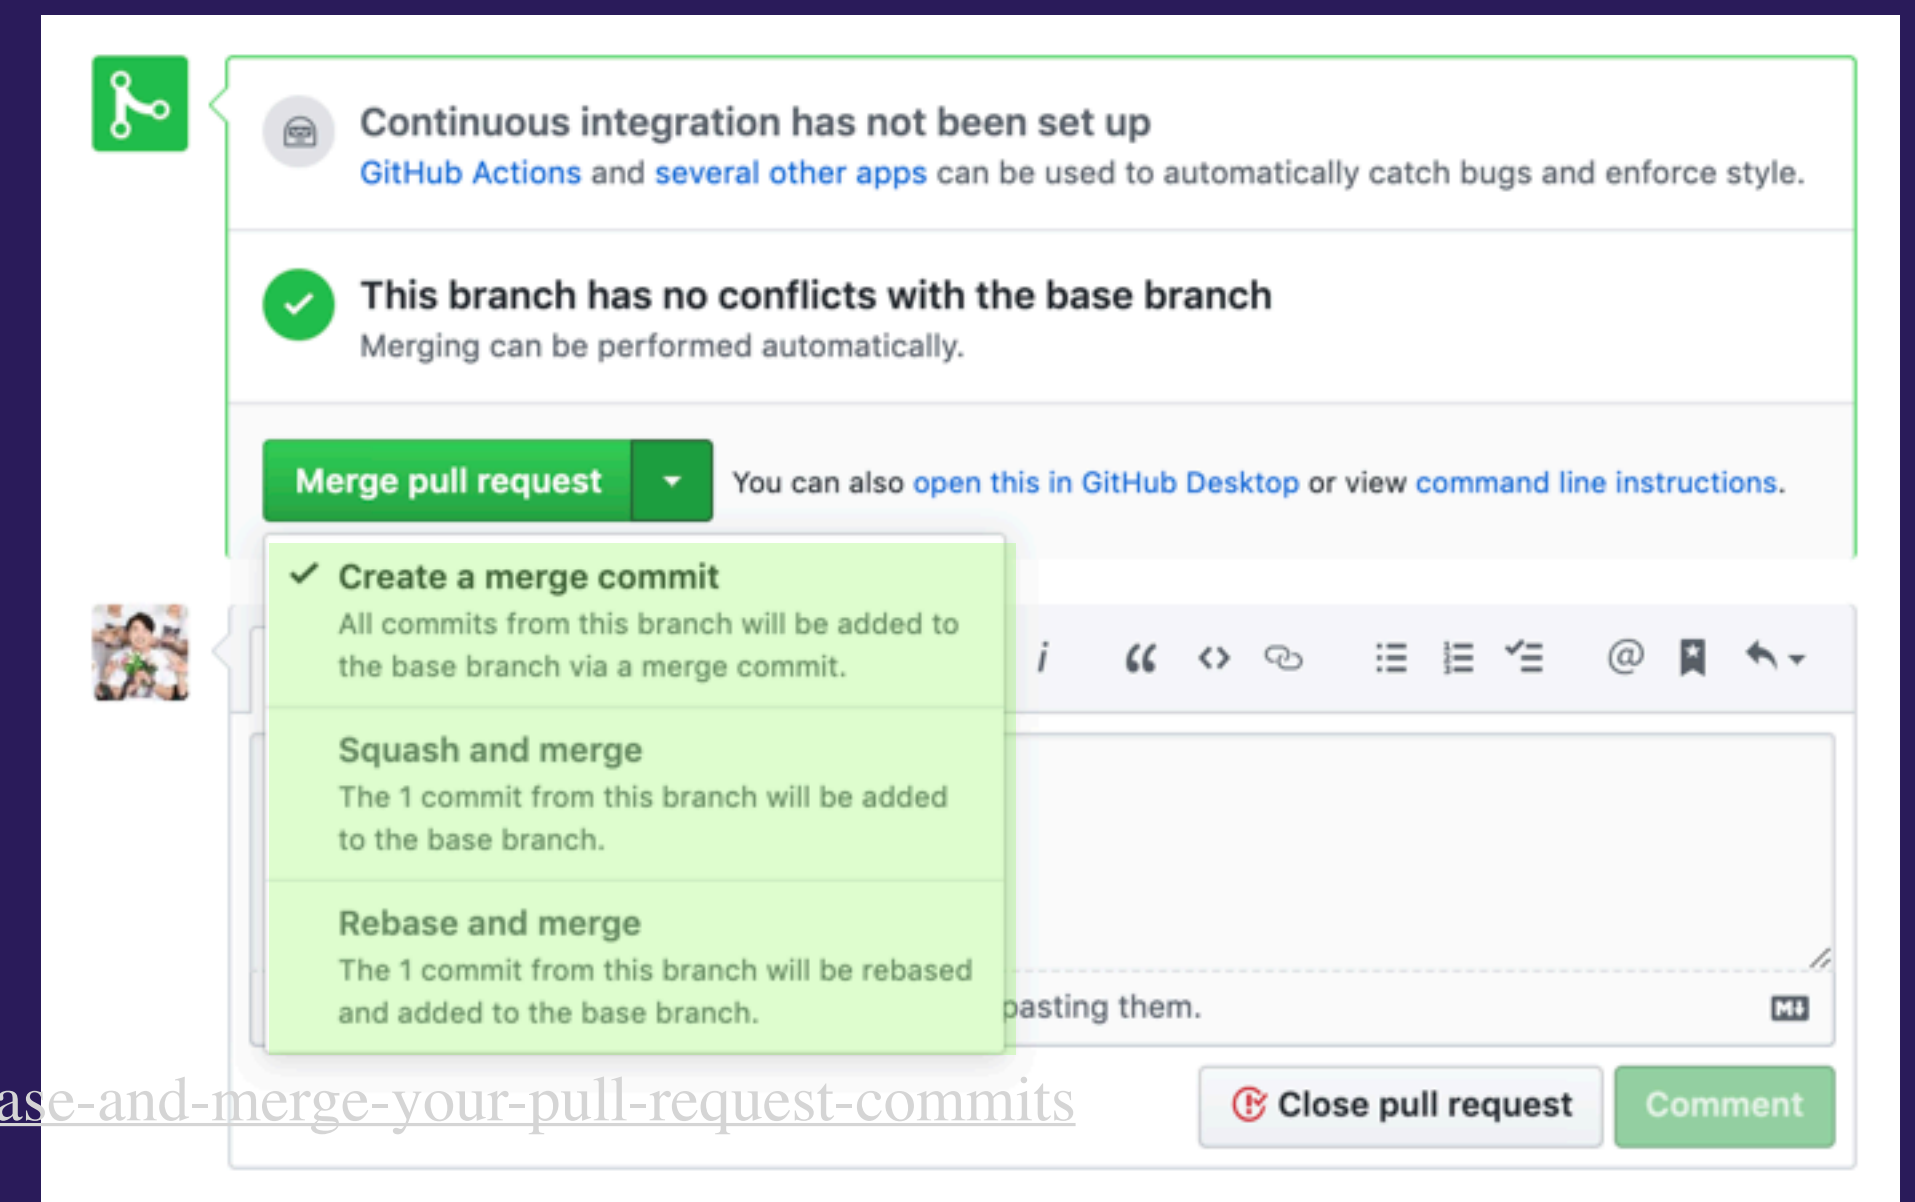 Continuous integration has not been set up
GitHub Actions and several other apps can be used to automatically catch bugs and enforce style.
This branch has no conflicts with the base branch
Merging can be performed automatically.
Merge pull request
You can also open this in GitHub Desktop or view command line instructions.
Create a merge commit
All commits from this branch will be added to
the base branch via a merge commit.
Squash and merge
The 1 commit from this branch will be added
to the base branch.
Rebase and merge
The 1 commit from this branch will be rebased
and added to the base branch.
pasting them.
ase-and-merge-your-pull-request-commits
Close pull request
Comment